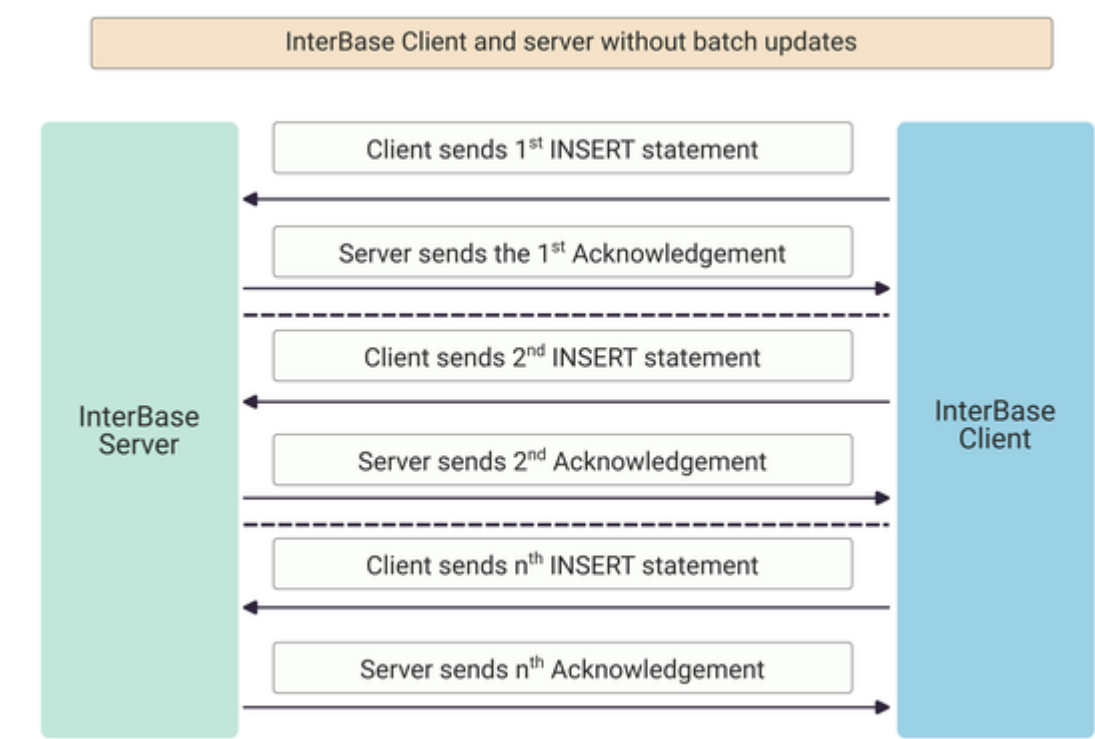 InterBase Client and server without batch updates
Client sends 1st INSERT statement
Server sends the 1st Acknowledgement
Client sends 2nd INSERT statement
InterBase
Server
InterBase
Client
Server sends 2nd Acknowledgement
Client sends nth INSERT statement
Server sends nth Acknowledgement